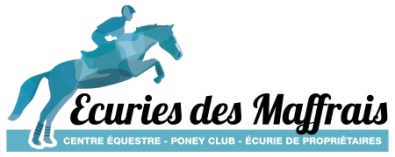 Ecuries des Maffrais
CENTRE ÉQUESTRE - PONEY CLUB - ÉCURIE DE PROPRIÉTAIRES